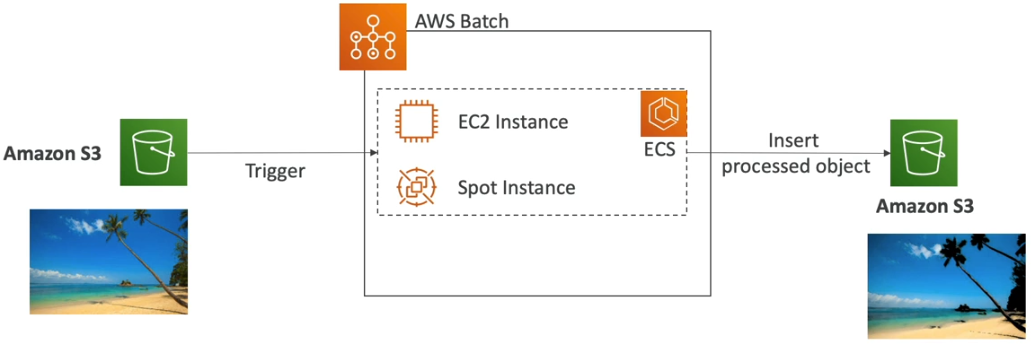 AWS Batch
EC2 Instance
ECS
Spot Instance
Amazon S3
Trigger
Insert
processed object
Amazon S3